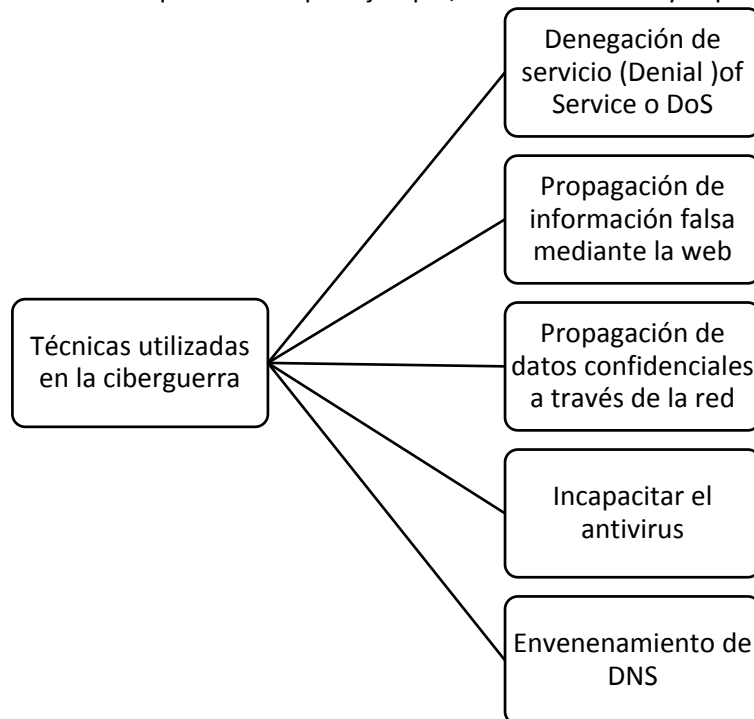 Denegación de
servicio (Denial )of
Service o DoS
Propagación de
información falsa
mediante la web
Técnicas utilizadas
en la ciberguerra
Propagación de
datos confidenciales
a través de la red
Incapacitar el
antivirus
Envenenamiento de
DNS